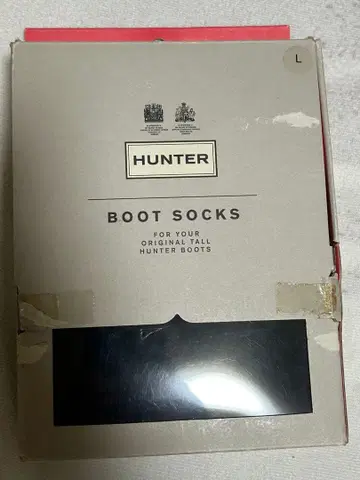 L
HUNTER
BOOT SOCKS
FOR YOUR
ORIGINAL TALL
HUNTER BOOTS